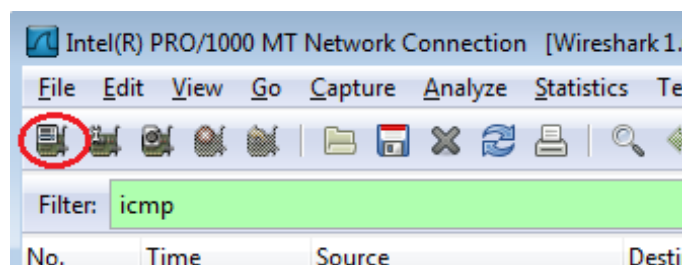 Intel(R) PRO/1000 MT Network Connection [Wireshark 1.
File Edit View Go Capture Analyze Statistics Te
Filter: icmp
No. Time Source Desti